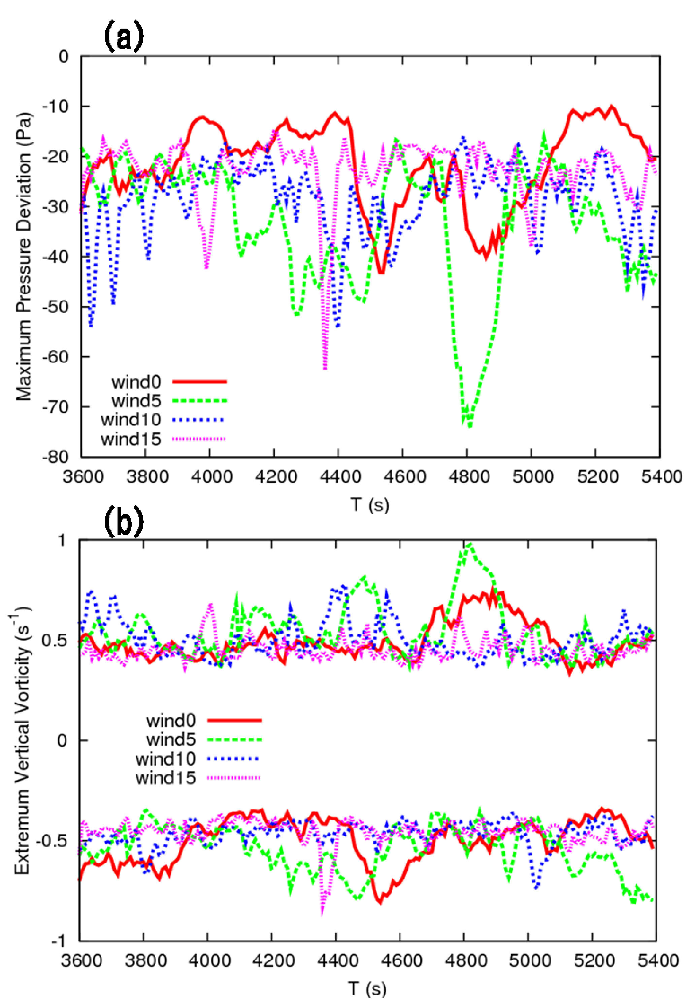 (a)
0
-10
-20
-30
-40
-50
-60
-70
-80
Maximum Pressure Deviation (Pa)
wind0
wind5
wind10
wind15
3600 3800 4000 4200 4400 4600 4800 5000 5200 5400
T (s)
(b)
1
0.5
0
-0.5
-1
Extremum Vertical Vorticity (s-1)
wind0
wind5
wind10
wind15
3600 3800 4000 4200 4400 4600 4800 5000 5200 5400
T (s)